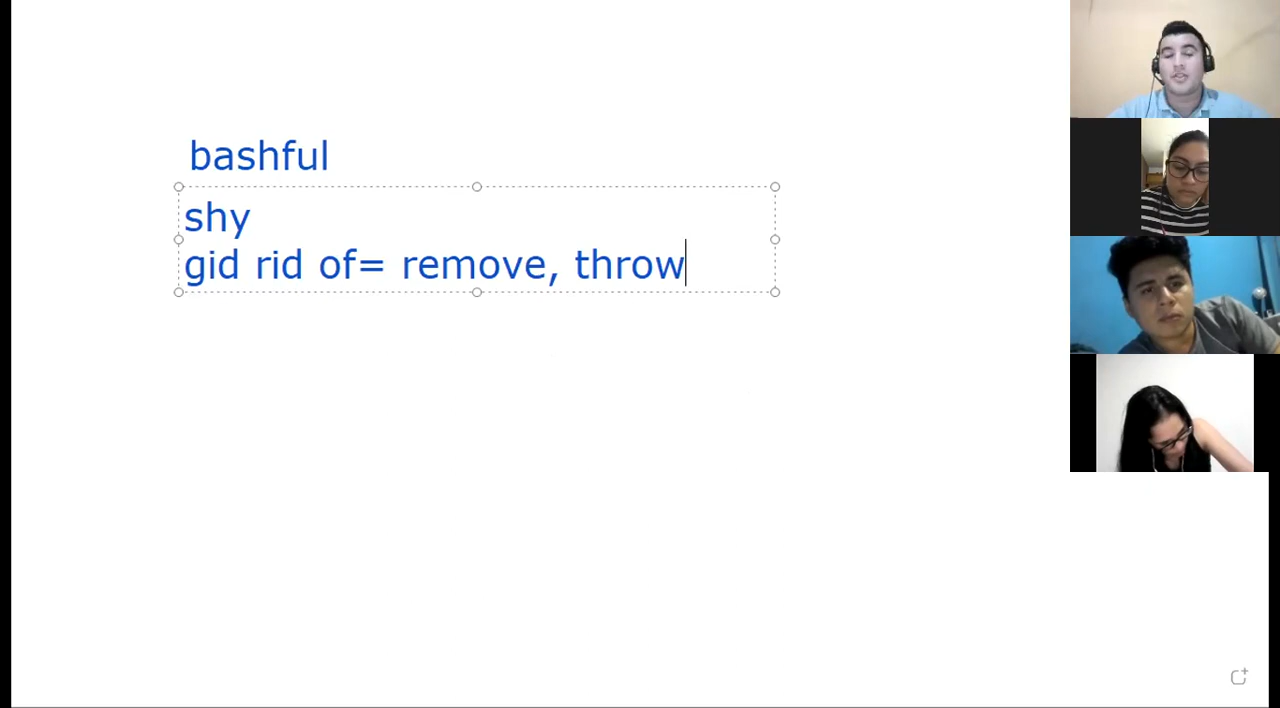 bashful
shy
gid rid of= remove, throw